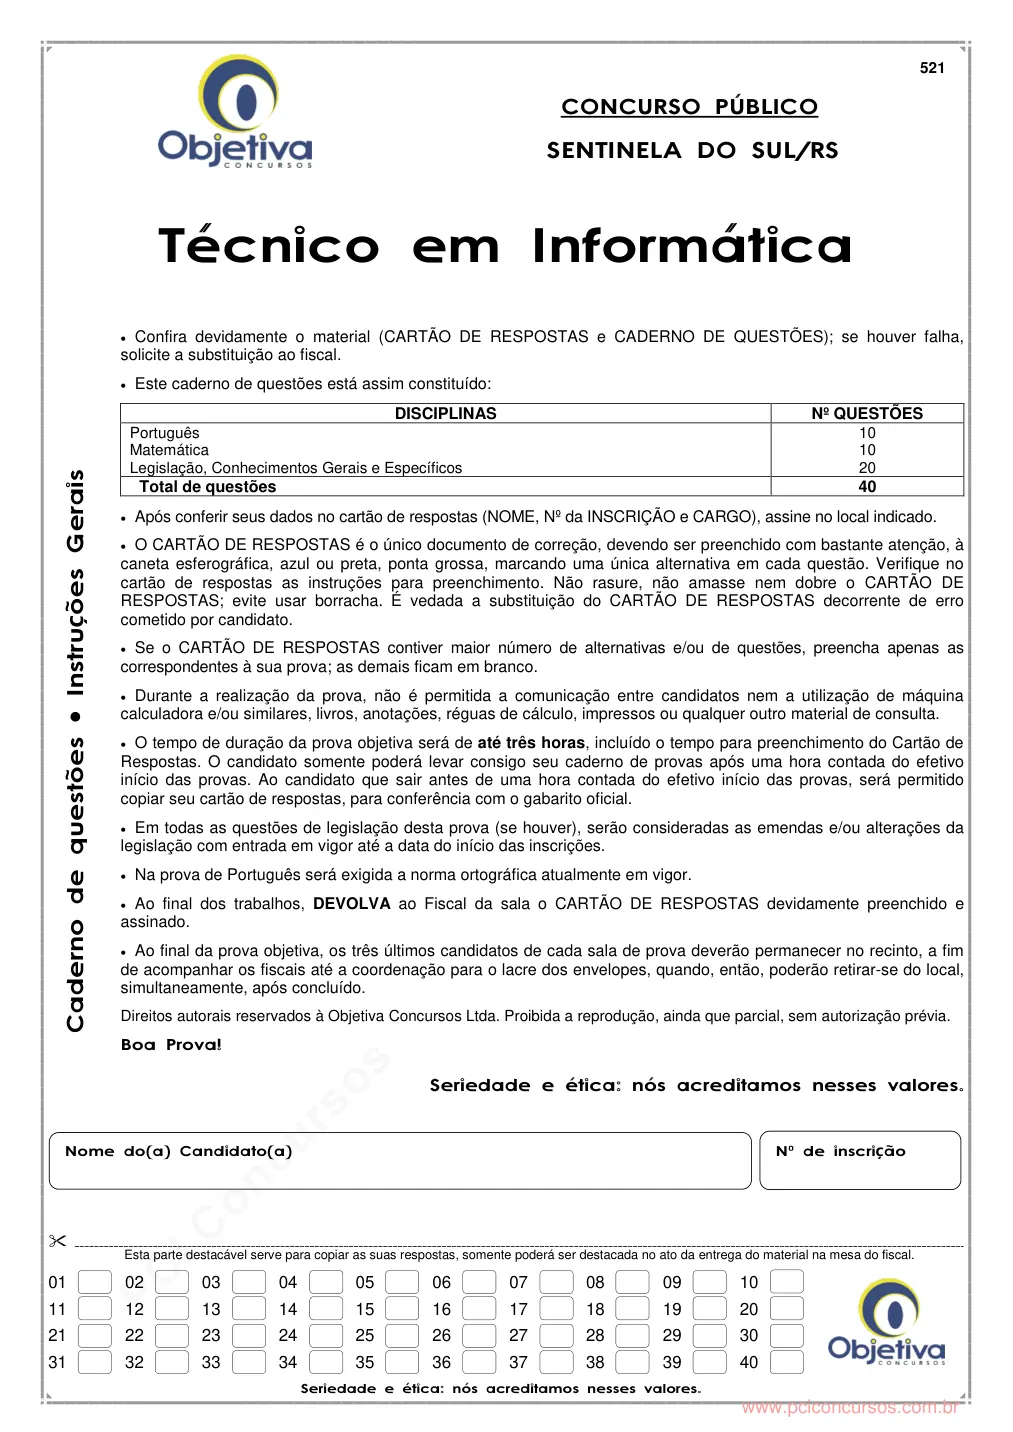 521
Objetiva
CONCURSOS
CONCURSO PÚBLICO
SENTINELA DO SUL/RS
Técnico em Informática
Caderno de questões • Instruções Gerais
• Confira devidamente o material (CARTÃO DE RESPOSTAS e CADERNO DE QUESTÕES); se houver falha,
solicite a substituição ao fiscal.
• Este caderno de questões está assim constituído:
DISCIPLINAS Nº QUESTÕES
Português 10
Matemática 10
Legislação, Conhecimentos Gerais e Específicos 20
Total de questões 40
• Após conferir seus dados no cartão de respostas (NOME, Nº da INSCRIÇÃO e CARGO), assine no local indicado.
• O CARTÃO DE RESPOSTAS é o único documento de correção, devendo ser preenchido com bastante atenção, à
caneta esferográfica, azul ou preta, ponta grossa, marcando uma única alternativa em cada questão. Verifique no
cartão de respostas as instruções para preenchimento. Não rasure, não amasse nem dobre o CARTÃO DE
RESPOSTAS; evite usar borracha. É vedada a substituição do CARTÃO DE RESPOSTAS decorrente de erro
cometido por candidato.
• Se o CARTÃO DE RESPOSTAS contiver maior número de alternativas e/ou de questões, preencha apenas as
correspondentes à sua prova; as demais ficam em branco.
• Durante a realização da prova, não é permitida a comunicação entre candidatos nem a utilização de máquina
calculadora e/ou similares, livros, anotações, réguas de cálculo, impressos ou qualquer outro material de consulta.
• O tempo de duração da prova objetiva será de até três horas, incluído o tempo para preenchimento do Cartão de
Respostas. O candidato somente poderá levar consigo seu caderno de provas após uma hora contada do efetivo
início das provas. Ao candidato que sair antes de uma hora contada do efetivo início das provas, será permitido
copiar seu cartão de respostas, para conferência com o gabarito oficial.
• Em todas as questões de legislação desta prova (se houver), serão consideradas as emendas e/ou alterações da
legislação com entrada em vigor até a data do início das inscrições.
• Na prova de Português será exigida a norma ortográfica atualmente em vigor.
• Ao final dos trabalhos, DEVOLVA ao Fiscal da sala o CARTÃO DE RESPOSTAS devidamente preenchido e
assinado.
• Ao final da prova objetiva, os três últimos candidatos de cada sala de prova deverão permanecer no recinto, a fim
de acompanhar os fiscais até a coordenação para o lacre dos envelopes, quando, então, poderão retirar-se do local,
simultaneamente, após concluído.
Direitos autorais reservados à Objetiva Concursos Ltda. Proibida a reprodução, ainda que parcial, sem autorização prévia.
Boa Prova!
Seriedade e ética: nós acreditamos nesses valores.
Nome do(a) Candidato(a) Nº de inscrição
Esta parte destacável serve para copiar as suas respostas, somente poderá ser destacada no ato da entrega do material na mesa do fiscal.
01 02 03 04 05 06 07 08 09 10
11 12 13 14 15 16 17 18 19 20
21 22 23 24 25 26 27 28 29 30
31 32 33 34 35 36 37 38 39 40
Objetiva
CONCURSOS
Seriedade e ética: nós acreditamos nesses valores.
www.pciconcursos.com.br